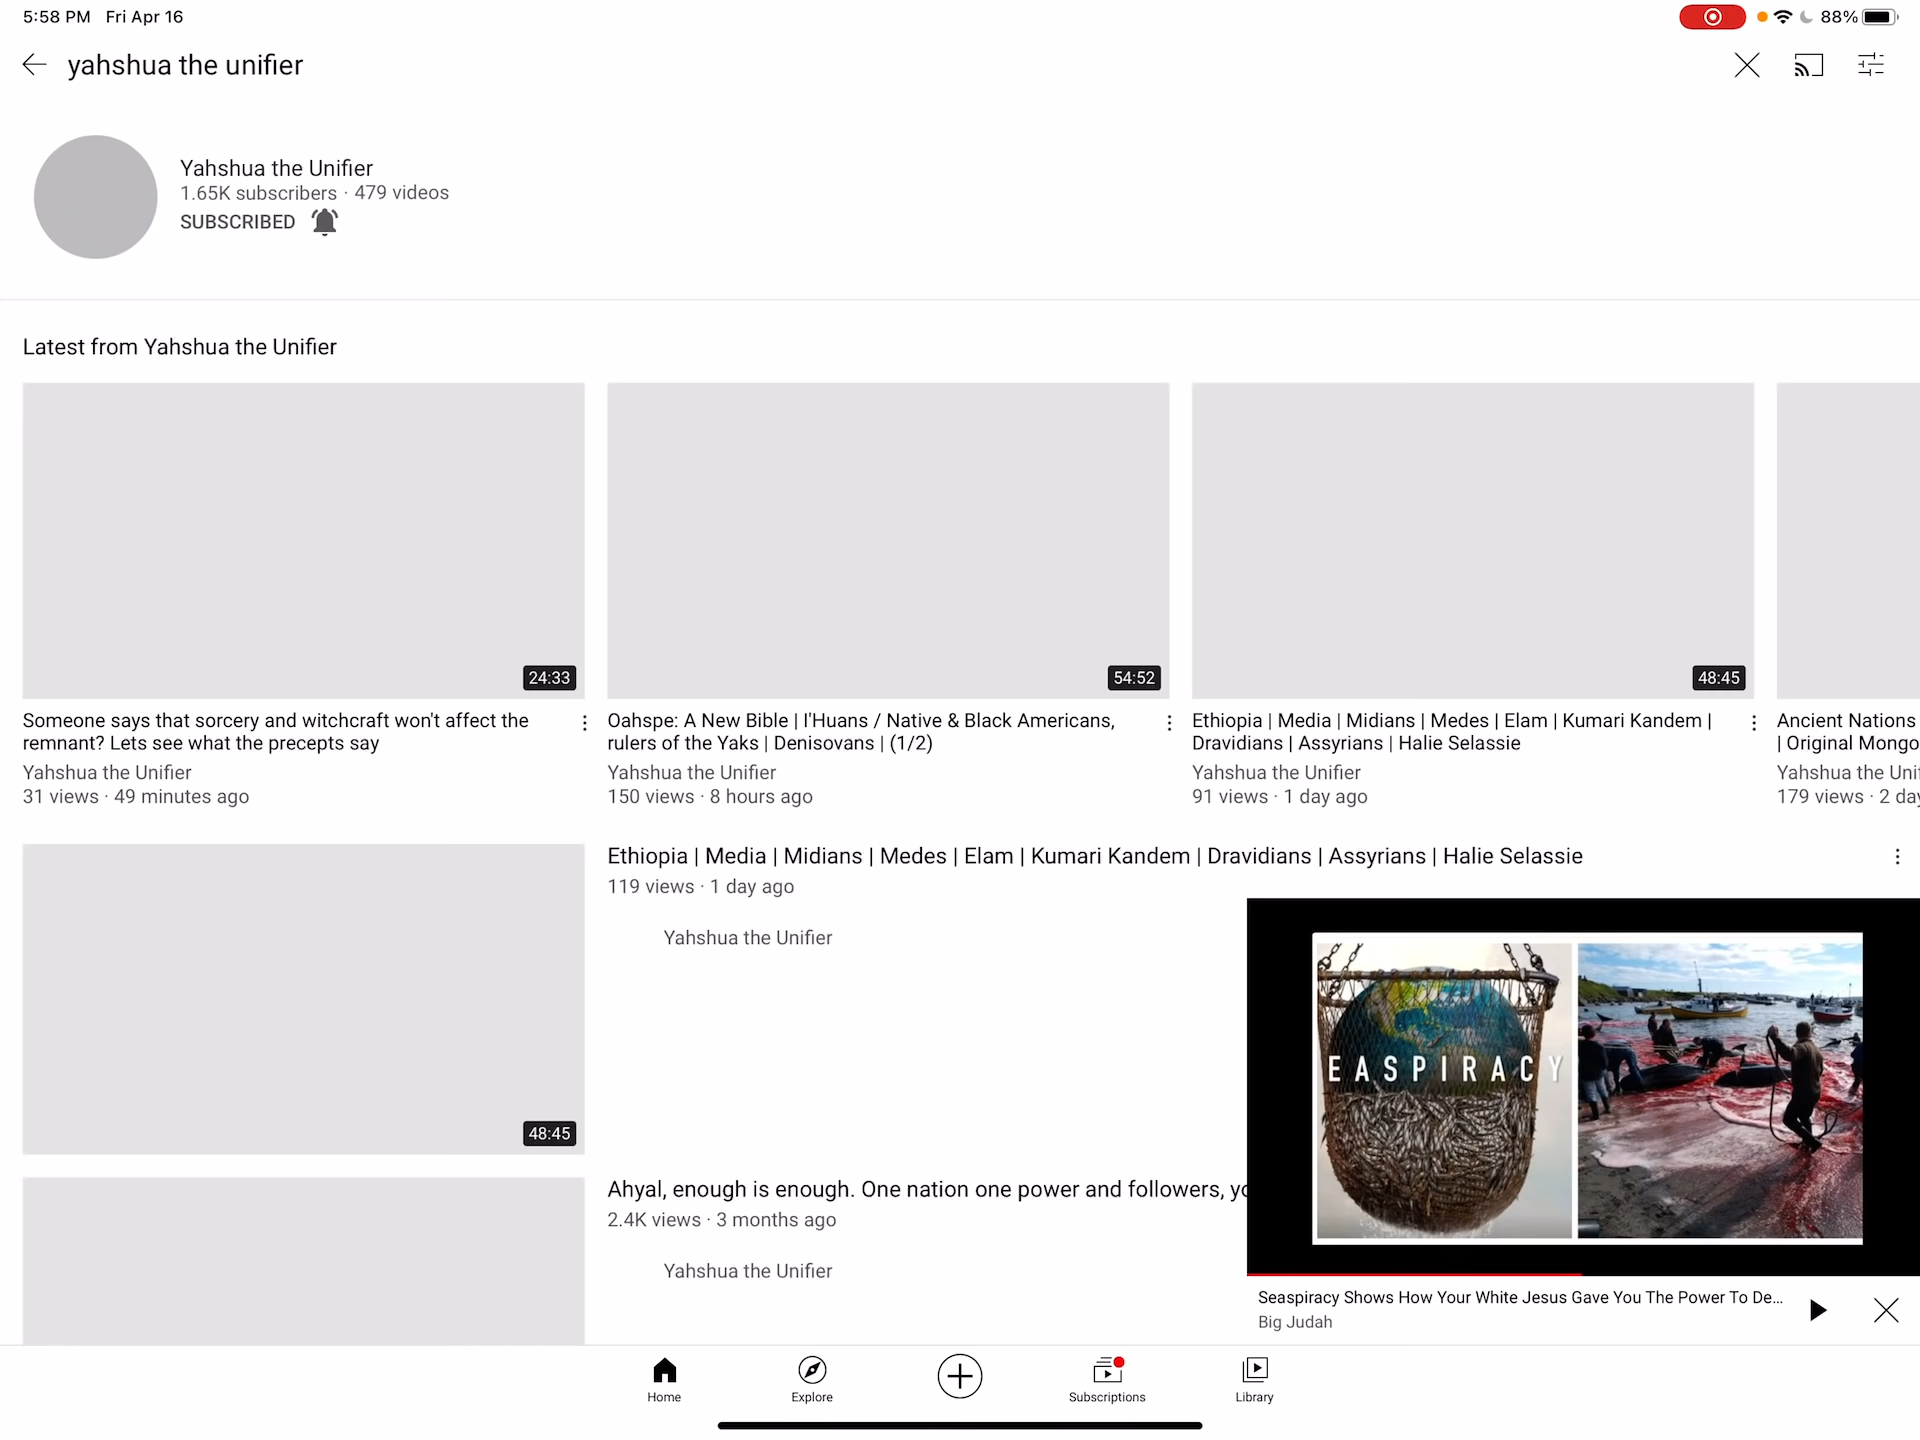 5:58 PM Fri Apr 16
88%
yahshua the unifier
Yahshua the Unifier
1.65K subscribers · 479 videos
SUBSCRIBED
Latest from Yahshua the Unifier
24:33
54:52
48:45
Someone says that sorcery and witchcraft won't affect the
remnant? Lets see what the precepts say
Yahshua the Unifier
31 views · 49 minutes ago
Oahspe: A New Bible | I'Huans / Native & Black Americans,
rulers of the Yaks | Denisovans | (1/2)
Yahshua the Unifier
150 views · 8 hours ago
Ethiopia | Media | Midians | Medes | Elam | Kumari Kandem |
Dravidians | Assyrians | Halie Selassie
Yahshua the Unifier
91 views · 1 day ago
Ancient Nations
| Original Mongo
Yahshua the Unif
179 views · 2 day
48:45
Ethiopia | Media | Midians | Medes | Elam | Kumari Kandem | Dravidians | Assyrians | Halie Selassie
119 views · 1 day ago
Yahshua the Unifier
Ahyal, enough is enough. One nation one power and followers, yo
2.4K views · 3 months ago
Yahshua the Unifier
EASPIRACY
Seaspiracy Shows How Your White Jesus Gave You The Power To De...
Big Judah
Home
Explore
Subscriptions
Library